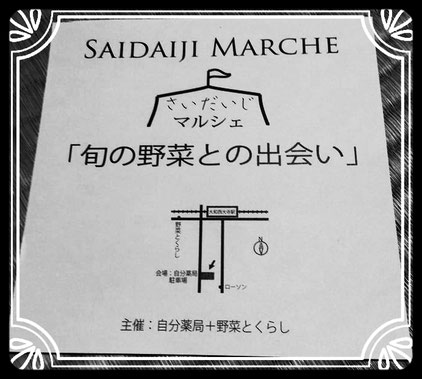 SAIDAIJI MARCHE
さいだいじ
マルシェ
「旬の野菜との出会い」
大和西大寺駅
野菜とくらし
会場:自分薬局
駐車場
ローソン
主催:自分薬局+野菜とくらし